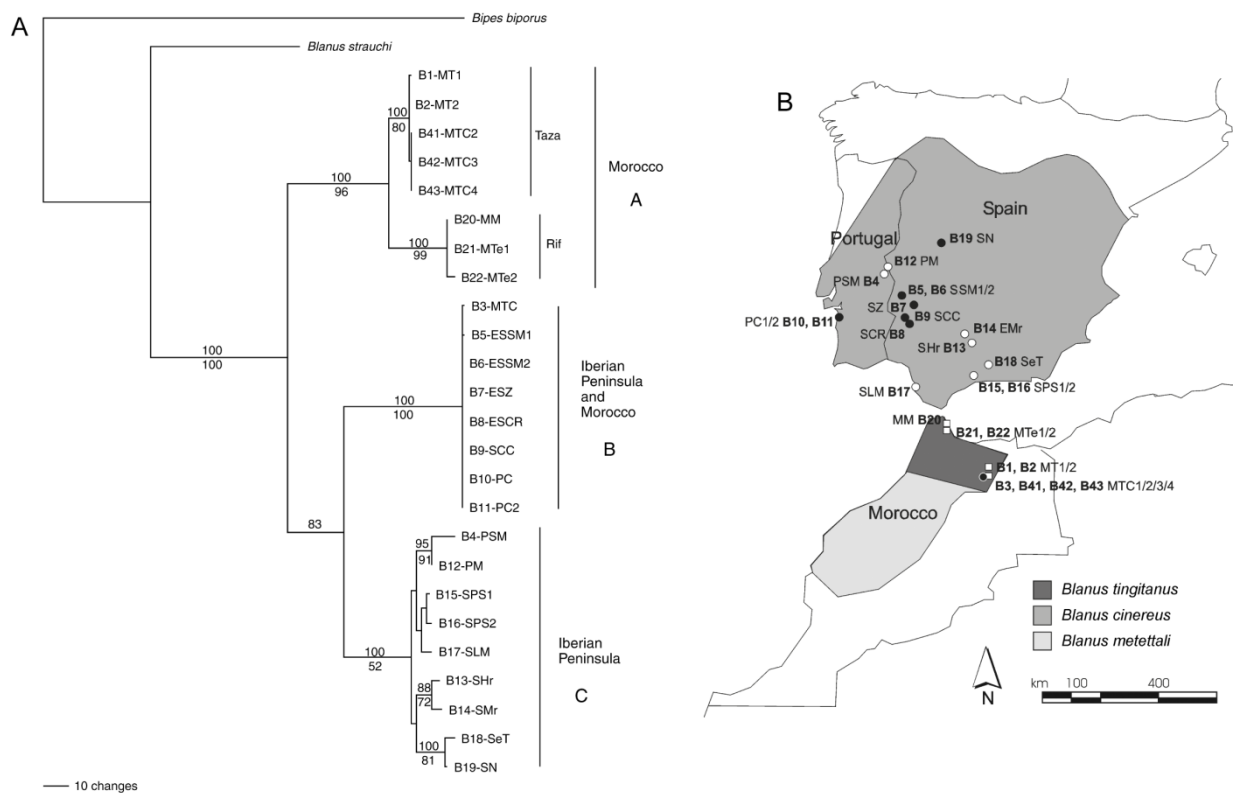 A
Bipes biporus
Blanus strauchi
B1-MT1
B2-MT2
100
80
B41-MTC2
Taza
B42-MTC3
Morocco
100
96
B43-MTC4
A
B20-MM
100
99
B21-MTe1
Rif
B22-MTe2
B3-MTC
B5-ESSM1
100
100
B6-ESSM2
Iberian
Peninsula
and
Morocco
B7-ESZ
100
100
B8-ESCR
B9-SCC
B
B10-PC
B11-PC2
83
95
91
B4-PSM
B12-PM
B15-SPS1
B16-SPS2
100
52
B17-SLM
Iberian
Peninsula
88
72
B13-SHr
B14-SMr
C
100
81
B18-SeT
B19-SN
10 changes
B
Spain
Portugal
B19 SN
B12 PM
PSM B4
B5, B6 SSM1/2
SZ B7
PC1/2 B10, B11
B9 SCC
SCR B8
B14 EMr
SHr B13
B18 SeT
SLM B17
B15, B16 SPS1/2
MM B20
B21, B22 MTe1/2
B1, B2 MT1/2
B3, B41, B42, B43 MTC1/2/3/4
Morocco
Blanus tingitanus
Blanus cinereus
Blanus metettali
N
km 100 400